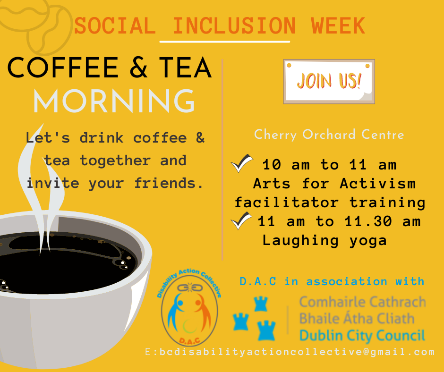 SOCIAL INCLUSION WEEK
COFFEE & TEA
MORNING
Let's drink coffee &
tea together and
invite your friends.
JOIN US!
Cherry Orchard Centre
10 am to 11 am
Arts for Activism
facilitator training
11 am to 11.30 am
Laughing yoga
D.A.C in association with
Disability Action Collective
D.A.C
Comhairle Cathrach
Bhaile Átha Cliath
Dublin City Council
E:bcdisabilityactioncollective@gmail.com